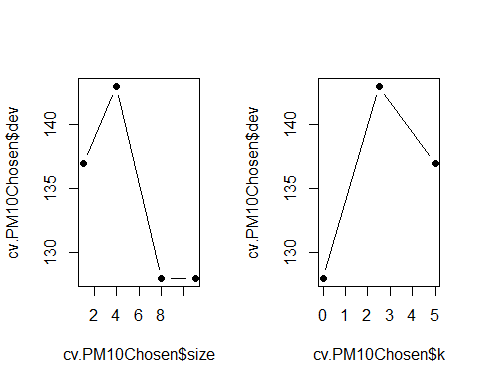 cv.PM10Chosen$dev
130 135 140
2 4 6 8
cv.PM10Chosen$size
cv.PM10Chosen$dev
130 135 140
0 1 2 3 4 5
cv.PM10Chosen$k